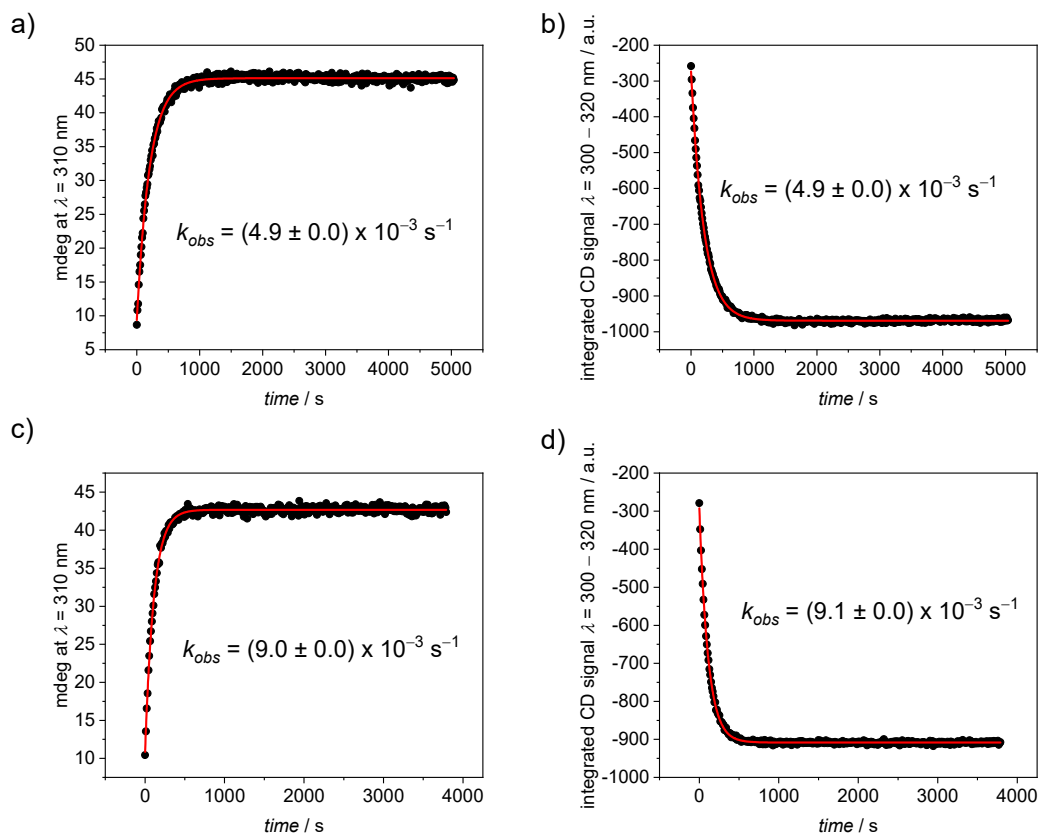 a)
mdeg at λ = 310 nm
50
45
40
35
30
25
20
15
10
5
k_obs = (4.9 ± 0.0) x 10⁻³ s⁻¹
0 1000 2000 3000 4000 5000
time / s
b)
integrated CD signal λ = 300 – 320 nm / a.u.
-200
-300
-400
-500
-600
-700
-800
-900
-1000
k_obs = (4.9 ± 0.0) x 10⁻³ s⁻¹
0 1000 2000 3000 4000 5000
time / s
c)
mdeg at λ = 310 nm
45
40
35
30
25
20
15
10
k_obs = (9.0 ± 0.0) x 10⁻³ s⁻¹
0 1000 2000 3000 4000
time / s
d)
integrated CD signal λ = 300 – 320 nm / a.u.
-200
-300
-400
-500
-600
-700
-800
-900
-1000
k_obs = (9.1 ± 0.0) x 10⁻³ s⁻¹
0 1000 2000 3000 4000
time / s